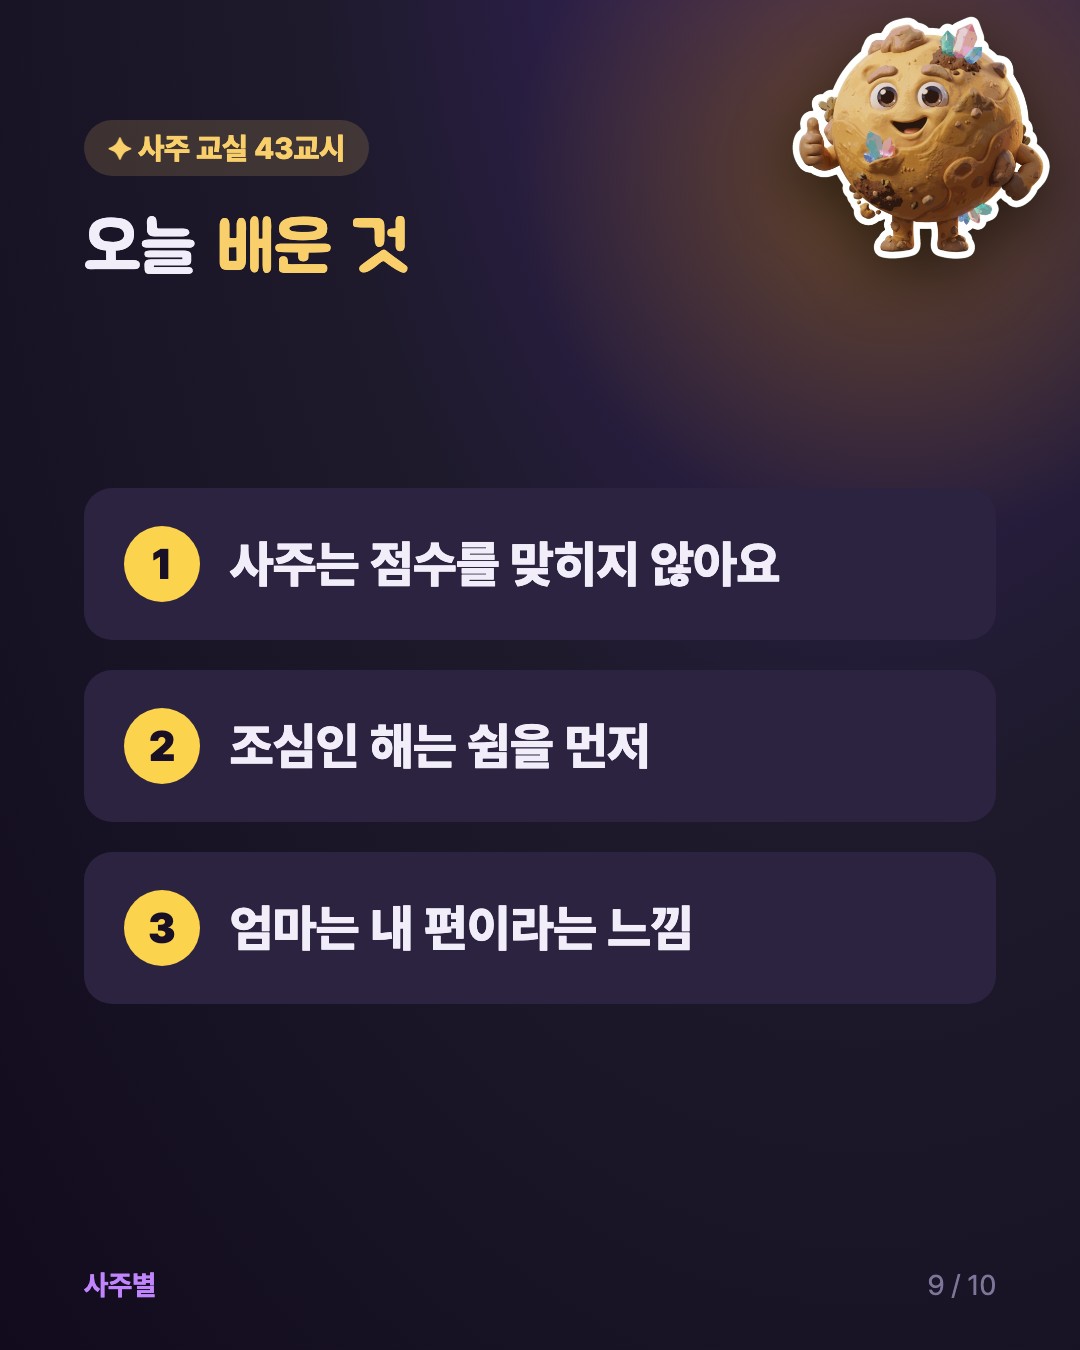 ✦ 사주 교실 43교시
오늘 배운 것
1 사주는 점수를 맞히지 않아요
2 조심인 해는 쉼을 먼저
3 엄마는 내 편이라는 느낌
사주별
9 / 10